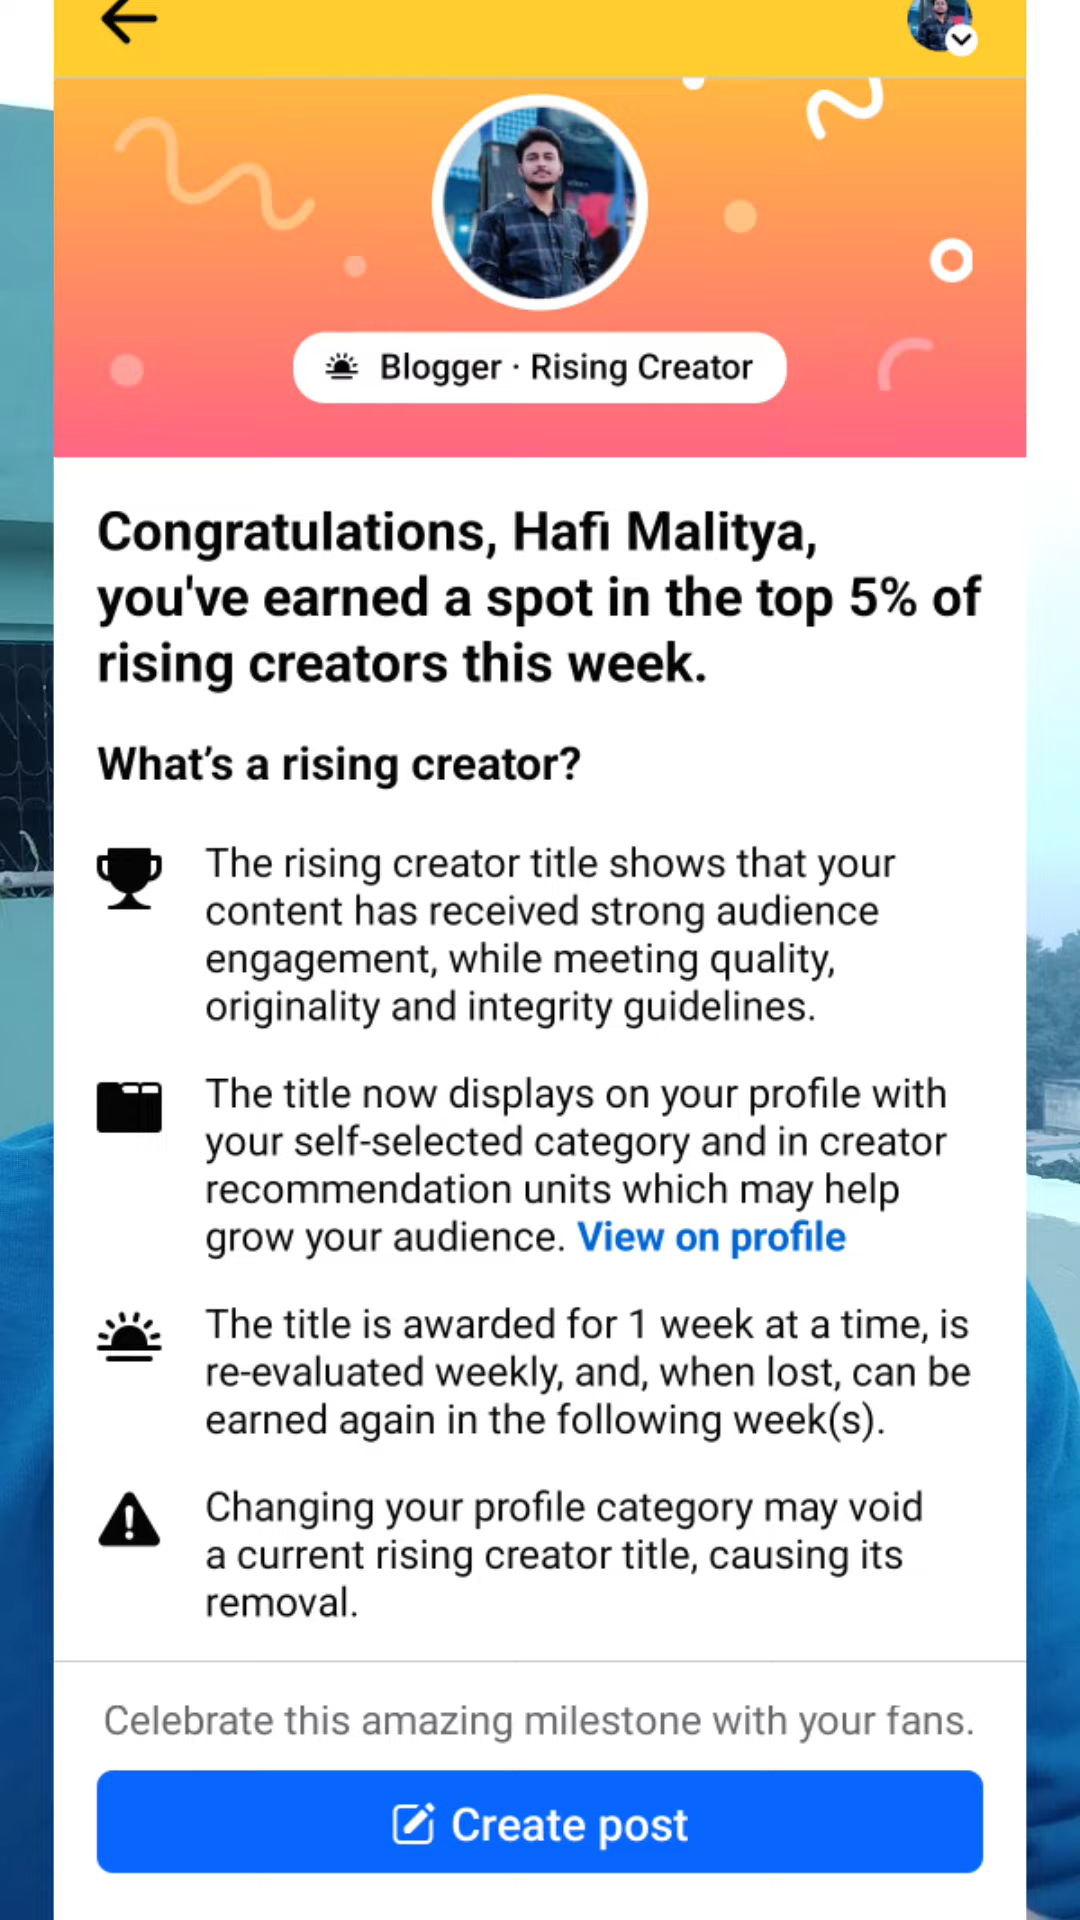 Blogger · Rising Creator
Congratulations, Hafi Malitya,
you've earned a spot in the top 5% of
rising creators this week.
What's a rising creator?
The rising creator title shows that your
content has received strong audience
engagement, while meeting quality,
originality and integrity guidelines.
The title now displays on your profile with
your self-selected category and in creator
recommendation units which may help
grow your audience. View on profile
The title is awarded for 1 week at a time, is
re-evaluated weekly, and, when lost, can be
earned again in the following week(s).
Changing your profile category may void
a current rising creator title, causing its
removal.
Celebrate this amazing milestone with your fans.
Create post